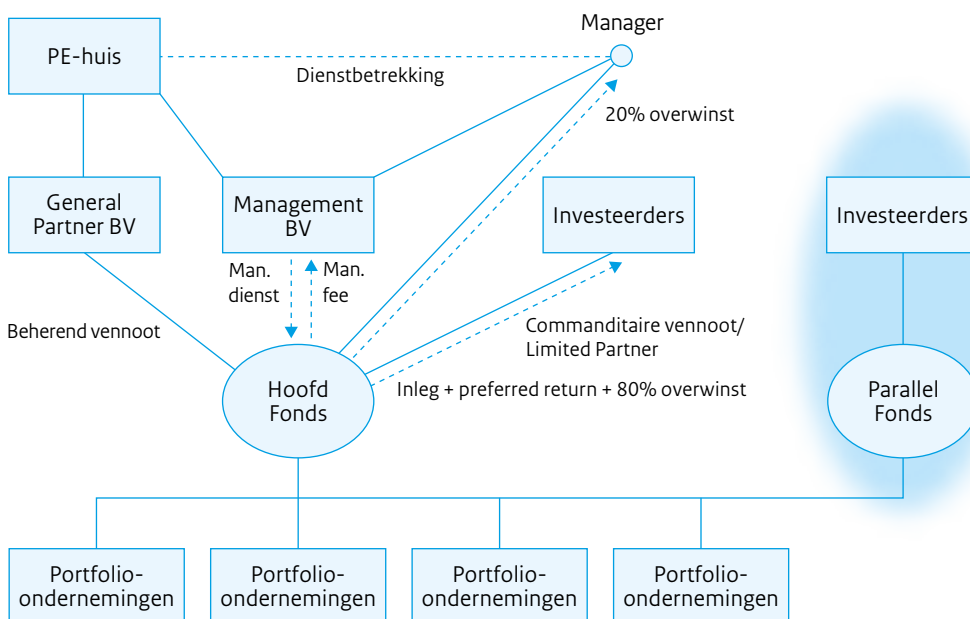 Manager
PE-huis
Dienstbetrekking
20% overwinst
General
Partner BV
Management
BV
Investeerders
Investeerders
Man.
dienst
Man.
fee
Beherend vennoot
Commanditaire vennoot/
Limited Partner
Hoofd
Fonds
Inleg + preferred return + 80% overwinst
Parallel
Fonds
Portfolio-
ondernemingen
Portfolio-
ondernemingen
Portfolio-
ondernemingen
Portfolio-
ondernemingen